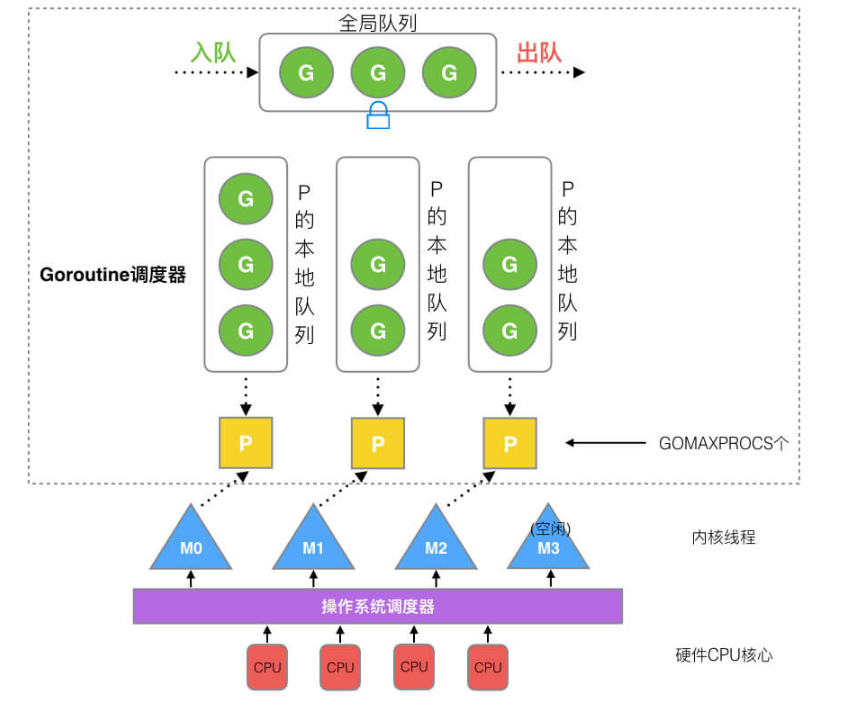 全局队列
入队
出队
G G G
G
G
G
P的本地队列
G
G
P的本地队列
G
G
P的本地队列
Goroutine调度器
P P P
GOMAXPROCS个
(空闲)
M0 M1 M2 M3
内核线程
操作系统调度器
CPU CPU CPU CPU
硬件CPU核心